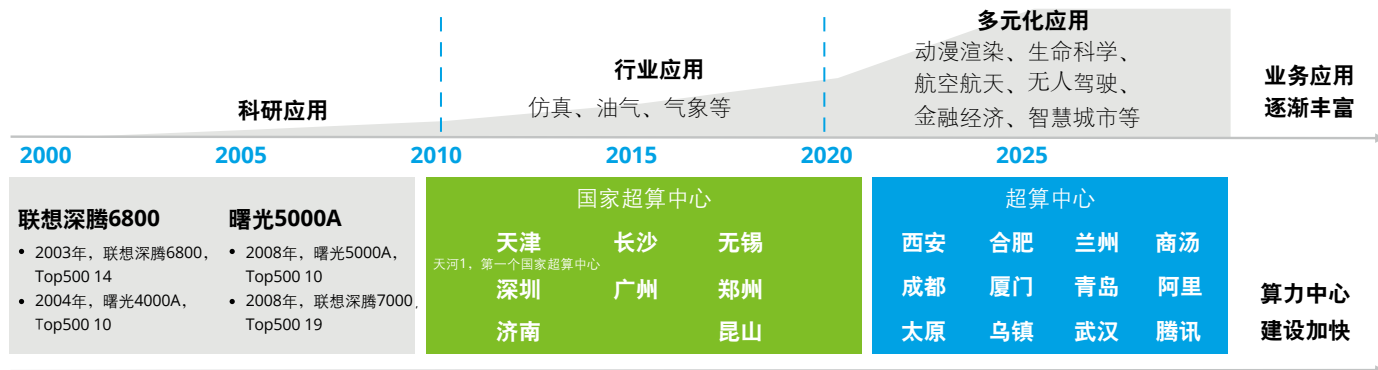 科研应用
行业应用
仿真、油气、气象等
多元化应用
动漫渲染、生命科学、
航空航天、无人驾驶、
金融经济、智慧城市等
业务应用
逐渐丰富
2000 2005 2010 2015 2020 2025
联想深腾6800
• 2003年，联想深腾6800，
Top500 14
• 2004年，曙光4000A，
Top500 10
曙光5000A
• 2008年，曙光5000A，
Top500 10
• 2008年，联想深腾7000，
Top500 19
国家超算中心
天津 长沙 无锡
天河1，第一个国家超算中心
深圳 广州 郑州
济南 昆山
超算中心
西安 合肥 兰州 商汤
成都 厦门 青岛 阿里
太原 乌镇 武汉 腾讯
算力中心
建设加快